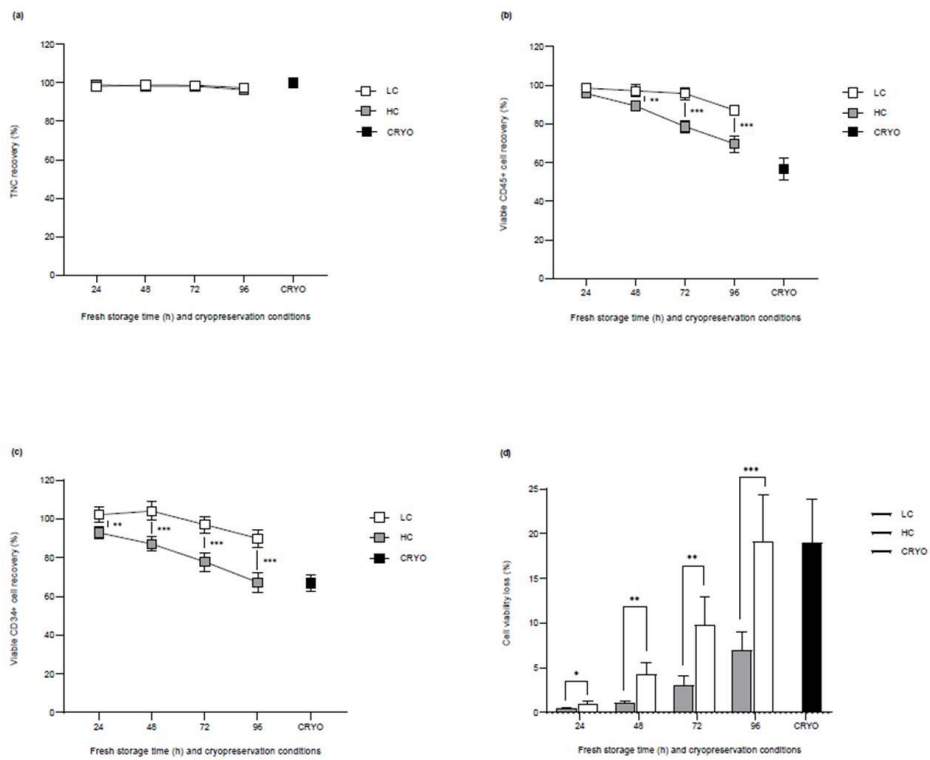 (a)
120
100
80
60
40
20
0
TNC recovery (%)
24 48 72 96 CRYO
Fresh storage time (h) and cryopreservation conditions
LC
HC
CRYO
(b)
120
100
80
60
40
20
0
Viable CD45+ cell recovery (%)
**
***
***
24 48 72 96 CRYO
Fresh storage time (h) and cryopreservation conditions
LC
HC
CRYO
(c)
120
100
80
60
40
20
0
Viable CD34+ cell recovery (%)
**
***
***
***
24 48 72 96 CRYO
Fresh storage time (h) and cryopreservation conditions
LC
HC
CRYO
(d)
25
20
15
10
5
0
Cell viability loss (%)
*
**
**
***
24 48 72 96 CRYO
Fresh storage time (h) and cryopreservation conditions
LC
HC
CRYO